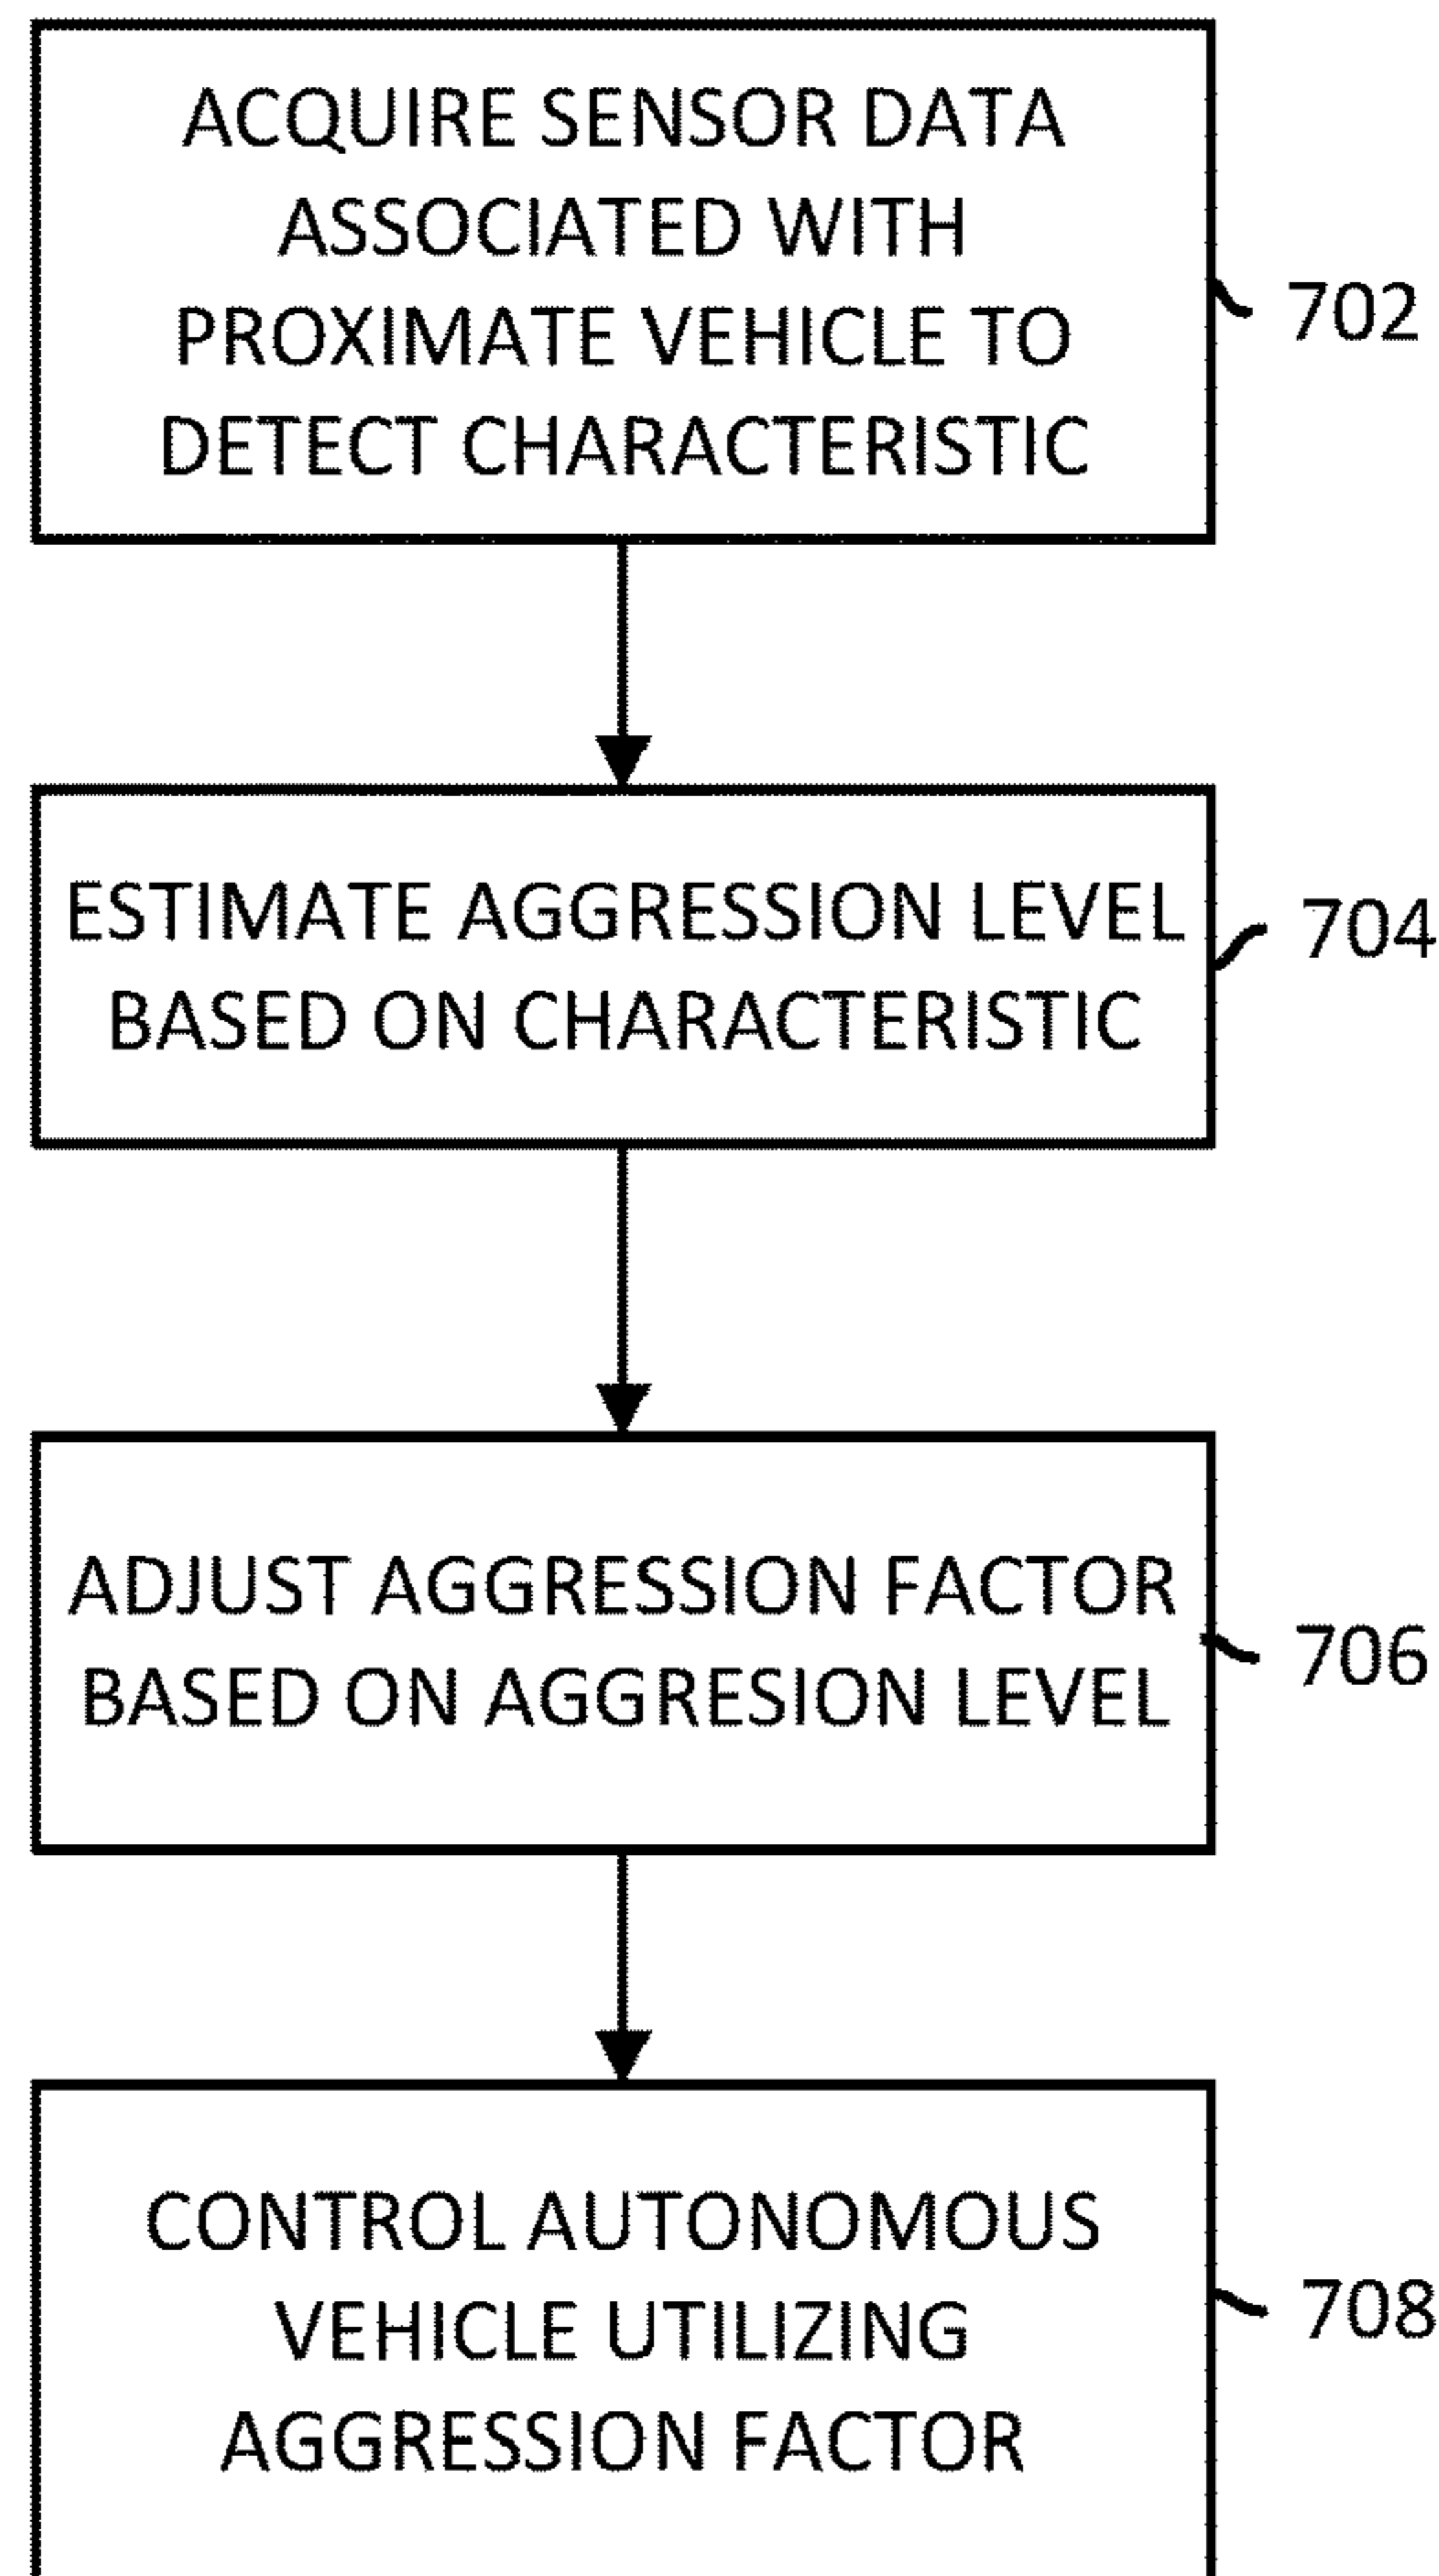 ACQUIRE SENSOR DATA
ASSOCIATED WITH
PROXIMATE VEHICLE TO
DETECT CHARACTERISTIC
702
ESTIMATE AGGRESSION LEVEL
BASED ON CHARACTERISTIC
704
ADJUST AGGRESSION FACTOR
BASED ON AGGRESION LEVEL
706
CONTROL AUTONOMOUS
VEHICLE UTILIZING
AGGRESSION FACTOR
708